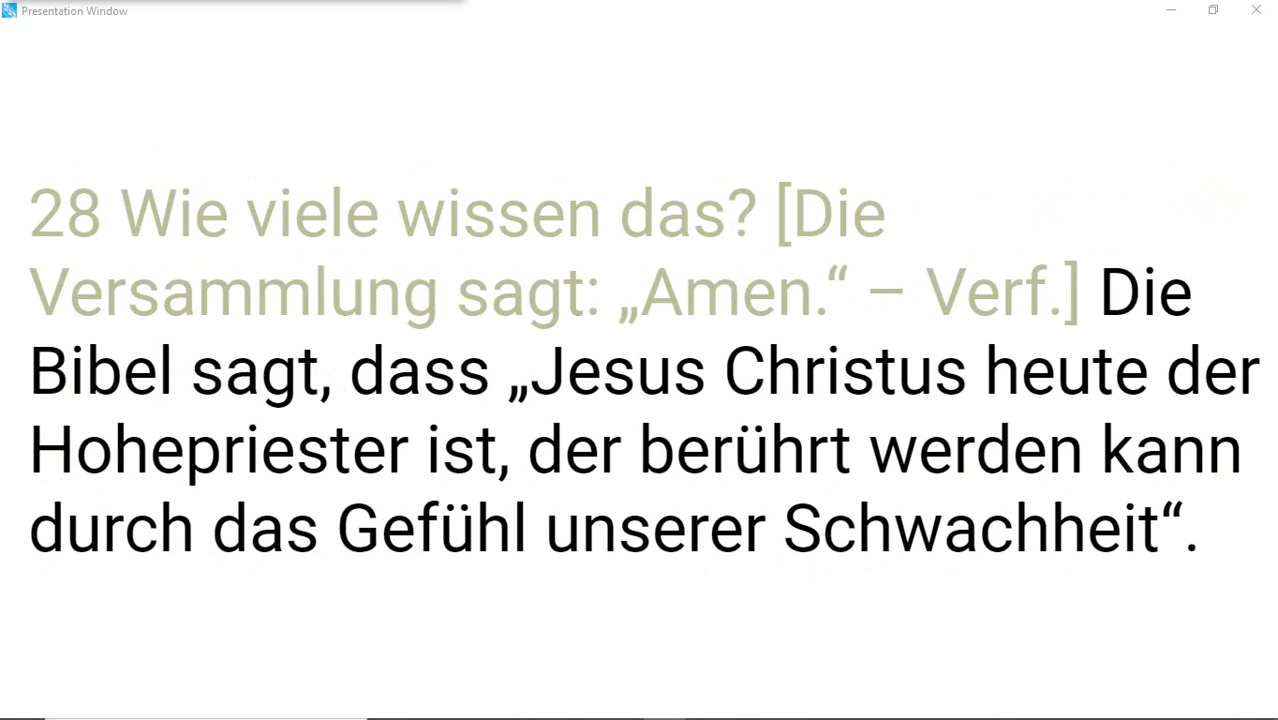 Presentation Window
28 Wie viele wissen das? [Die
Versammlung sagt: „Amen.“ – Verf.] Die
Bibel sagt, dass „Jesus Christus heute der
Hohepriester ist, der berührt werden kann
durch das Gefühl unserer Schwachheit“.